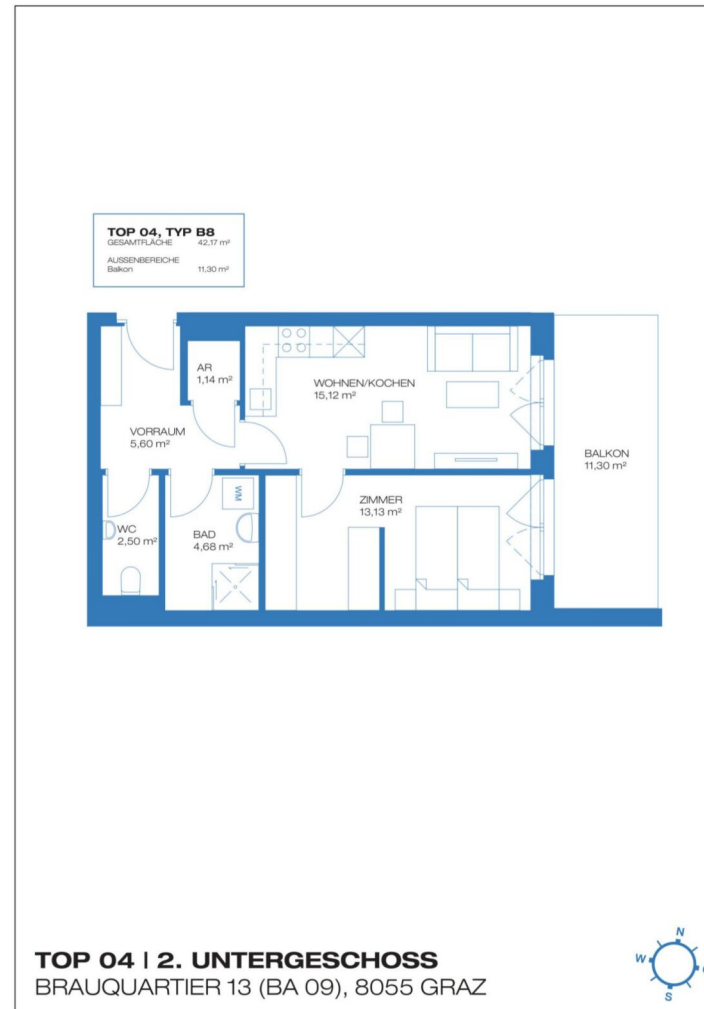 TOP 04, TYP B8
GESAMTFLÄCHE 42,17 m²
AUSSENBEREICHE
Balkon 11,30 m²
AR
1,14 m²
WOHNEN/KOCHEN
15,12 m²
VORRAUM
5,60 m²
BALKON
11,30 m²
ZIMMER
13,13 m²
WM
WC
2,50 m²
BAD
4,68 m²
TOP 04 | 2. UNTERGESCHOSS
BRAUQUARTIER 13 (BA 09), 8055 GRAZ
N
W
S